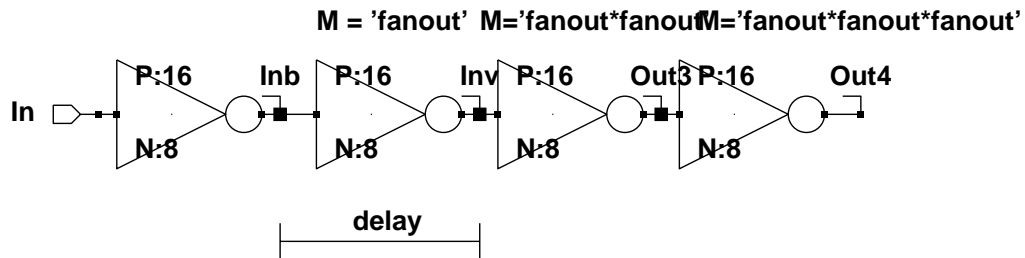 M = 'fanout' M='fanout*fanout' M='fanout*fanout*fanout'
P:16 Inb P:16 Inv P:16 Out3 P:16 Out4
In
N:8 N:8 N:8 N:8
delay